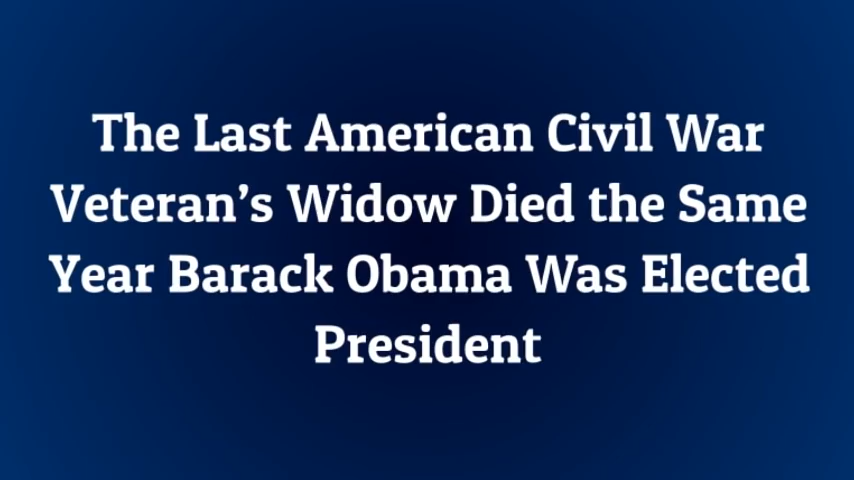 The Last American Civil War
Veteran’s Widow Died the Same
Year Barack Obama Was Elected
President